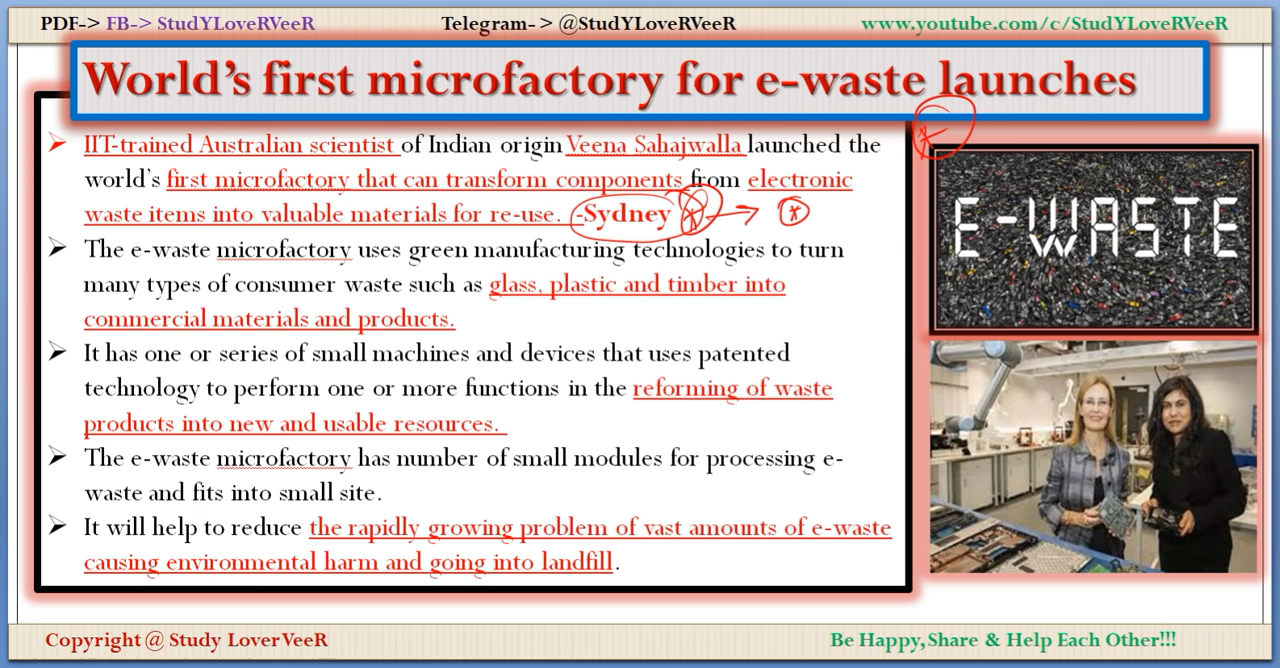 PDF-> FB-> StudYLoveRVeeR Telegram- > @StudYLoveRVeeR www.youtube.com/c/StudYLoveRVeeR
World's first microfactory for e-waste launches
IIT-trained Australian scientist of Indian origin Veena Sahajwalla launched the
world's first microfactory that can transform components from electronic
waste items into valuable materials for re-use. -Sydney
The e-waste microfactory uses green manufacturing technologies to turn
many types of consumer waste such as glass, plastic and timber into
commercial materials and products.
It has one or series of small machines and devices that uses patented
technology to perform one or more functions in the reforming of waste
products into new and usable resources.
The e-waste microfactory has number of small modules for processing e-
waste and fits into small site.
It will help to reduce the rapidly growing problem of vast amounts of e-waste
causing environmental harm and going into landfill.
E-WASTE
Copyright @ Study LoverVeeR Be Happy,Share & Help Each Other!!!